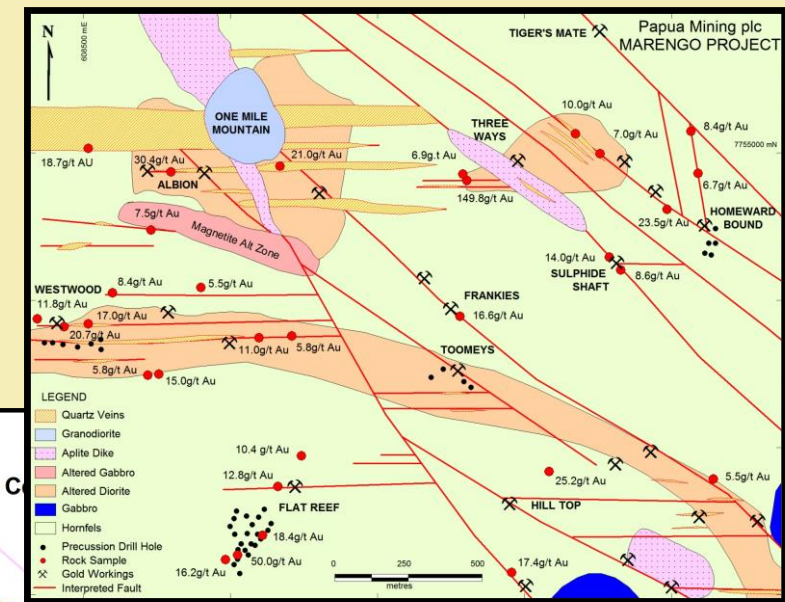 N
608500 mE
TIGER'S MATE
Papua Mining plc
MARENGO PROJECT
ONE MILE
MOUNTAIN
THREE
WAYS
10.0g/t Au
7.0g/t Au
8.4g/t Au
7755000 mN
18.7g/t AU
30.4g/t Au
ALBION
21.0g/t Au
6.9g.t Au
149.8g/t Au
6.7g/t Au
23.5g/t Au
HOMEWARD
BOUND
7.5g/t Au
Magnetite Alt Zone
14.0g/t Au
SULPHIDE
SHAFT
8.6g/t Au
WESTWOOD
8.4g/t Au
5.5g/t Au
11.8g/t Au
17.0g/t Au
20.7g/t Au
FRANKIES
16.6g/t Au
11.0g/t Au
5.8g/t Au
TOOMEYS
5.8g/t Au
15.0g/t Au
LEGEND
Quartz Veins
Granodiorite
Aplite Dike
Altered Gabbro
Altered Diorite
Gabbro
Hornfels
Precussion Drill Hole
Rock Sample
Gold Workings
Interpreted Fault
10.4 g/t Au
12.8g/t Au
FLAT REEF
18.4g/t Au
50.0g/t Au
16.2g/t Au
25.2g/t Au
5.5g/t Au
HILL TOP
17.4g/t Au
0 250 500
metres